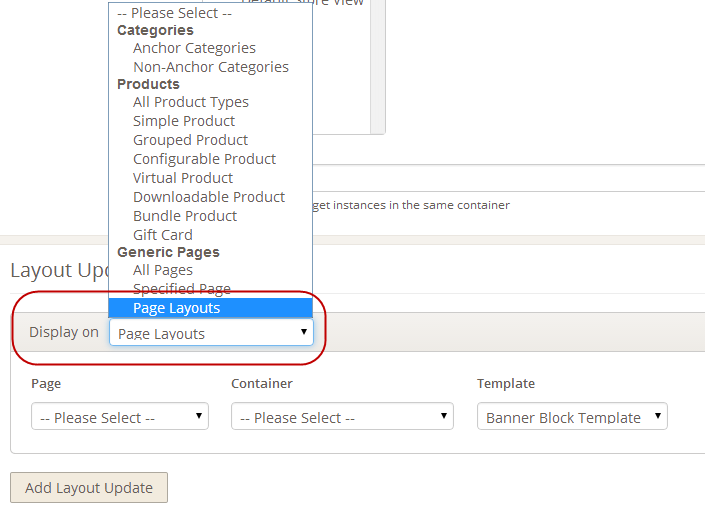 -- Please Select --
Categories
Anchor Categories
Non-Anchor Categories
Products
All Product Types
Simple Product
Grouped Product
Configurable Product
Virtual Product
Downloadable Product
Bundle Product
Gift Card
get instances in the same container
Generic Pages
All Pages
Layout Upd
Specified Page
Page Layouts
Display on Page Layouts
Page Container Template
-- Please Select -- -- Please Select -- Banner Block Template
Add Layout Update